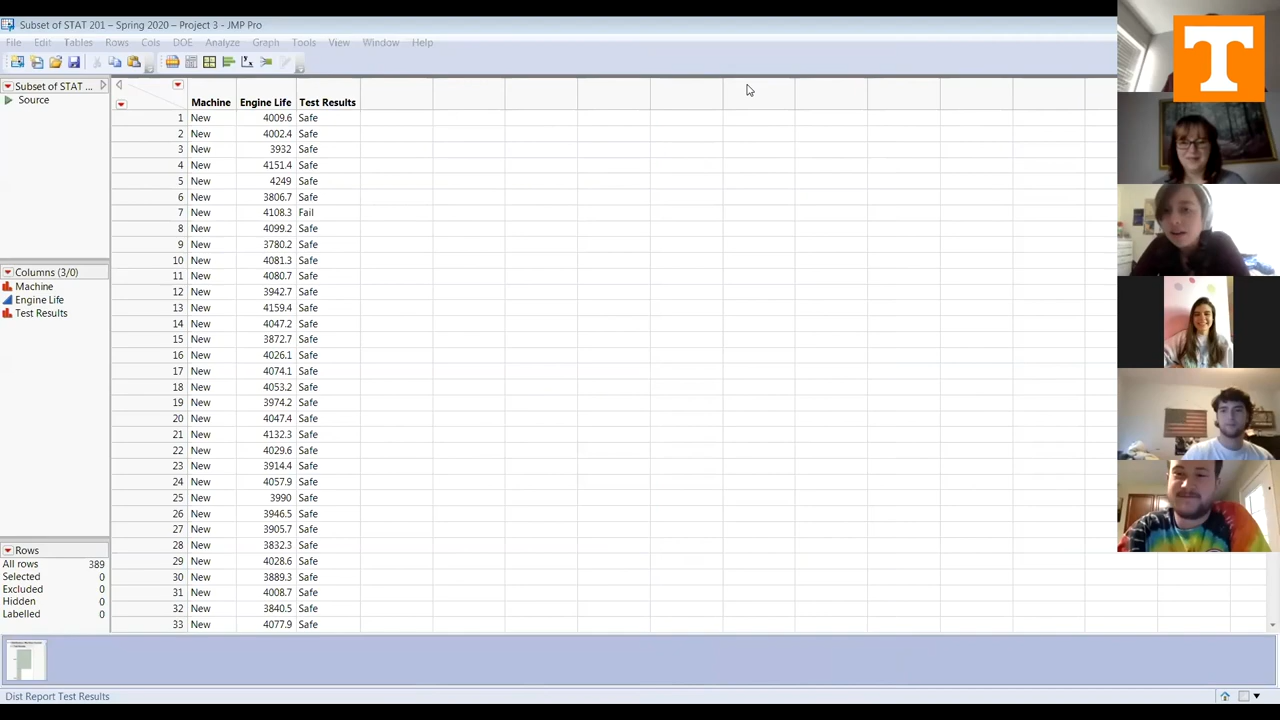 Subset of STAT 201 – Spring 2020 – Project 3 - JMP Pro
File Edit Tables Rows Cols DOE Analyze Graph Tools View Window Help
Subset of STAT ...
Source
Machine Engine Life Test Results
1 New 4009.6 Safe
2 New 4002.4 Safe
3 New 3932 Safe
4 New 4151.4 Safe
5 New 4249 Safe
6 New 3806.7 Safe
7 New 4108.3 Fail
8 New 4099.2 Safe
9 New 3780.2 Safe
10 New 4081.3 Safe
11 New 4080.7 Safe
12 New 3942.7 Safe
13 New 4159.4 Safe
14 New 4047.2 Safe
15 New 3872.7 Safe
16 New 4026.1 Safe
17 New 4074.1 Safe
18 New 4053.2 Safe
19 New 3974.2 Safe
20 New 4047.4 Safe
21 New 4132.3 Safe
22 New 4029.6 Safe
23 New 3914.4 Safe
24 New 4057.9 Safe
25 New 3990 Safe
26 New 3946.5 Safe
27 New 3905.7 Safe
28 New 3832.3 Safe
29 New 4028.6 Safe
30 New 3889.3 Safe
31 New 4008.7 Safe
32 New 3840.5 Safe
33 New 4077.9 Safe
Columns (3/0)
Machine
Engine Life
Test Results
Rows
All rows 389
Selected 0
Excluded 0
Hidden 0
Labelled 0
Dist Report Test Results
T